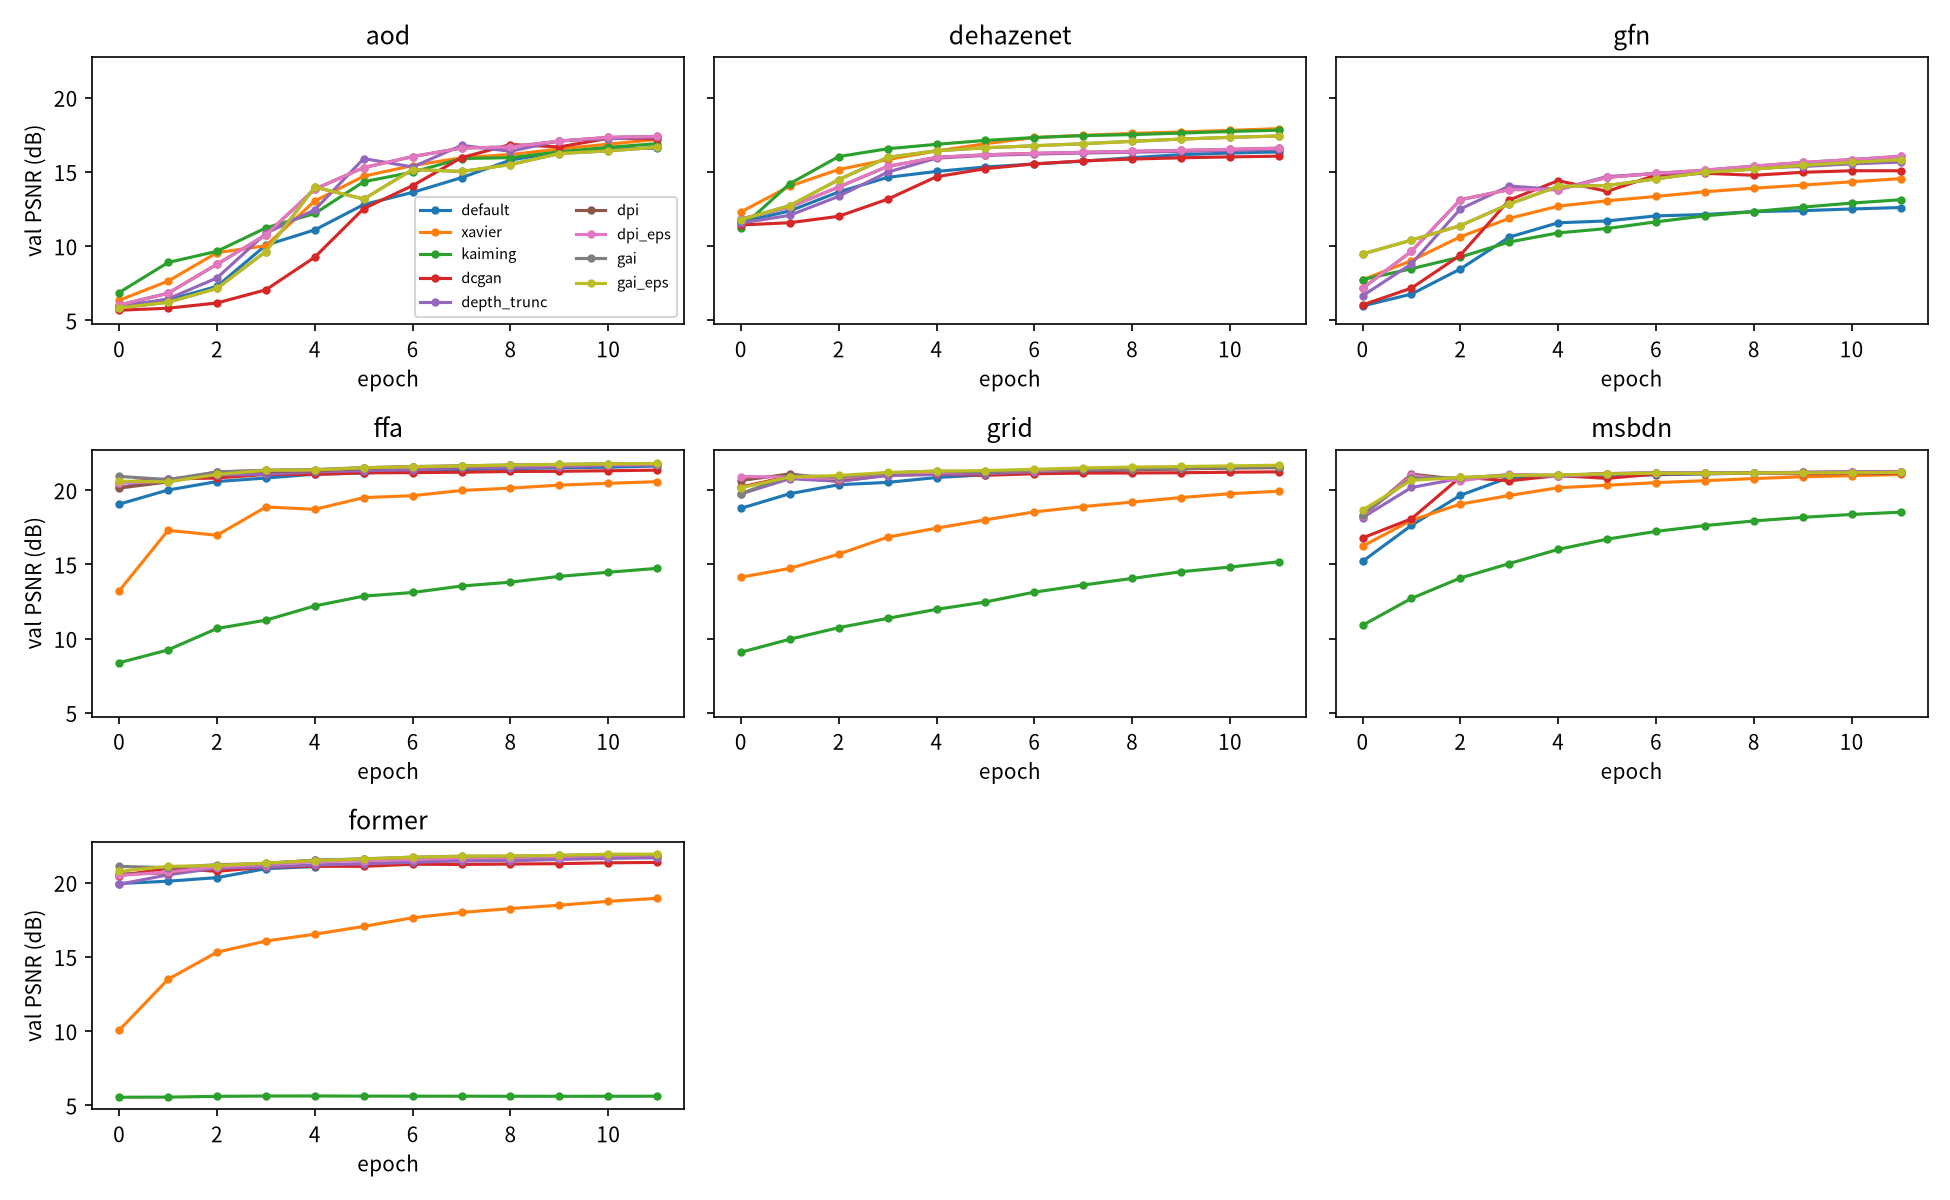 aod
dehazenet
gfn
val PSNR (dB)
20
15
10
5
default
xavier
kaiming
dcgan
depth_trunc
dpi
dpi_eps
gai
gai_eps
0 2 4 6 8 10
0 2 4 6 8 10
0 2 4 6 8 10
epoch
epoch
epoch
ffa
grid
msbdn
val PSNR (dB)
20
15
10
5
0 2 4 6 8 10
0 2 4 6 8 10
0 2 4 6 8 10
epoch
epoch
epoch
former
val PSNR (dB)
20
15
10
5
0 2 4 6 8 10
epoch